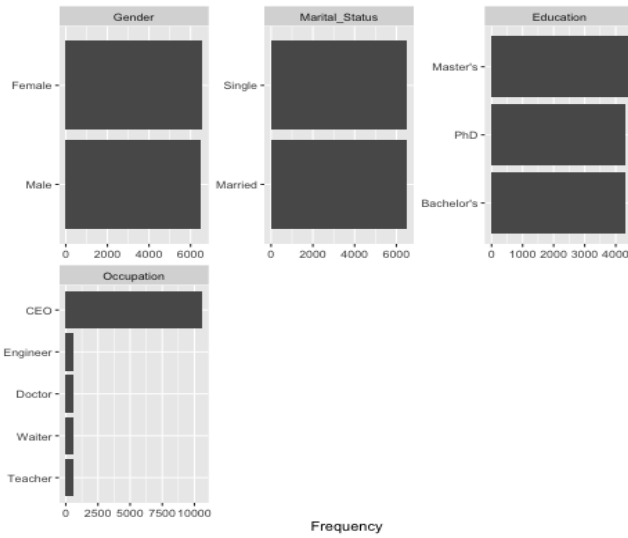 Gender
Female
Male
0 2000 4000 6000
Marital_Status
Single
Married
0 2000 4000 6000
Education
Master's
PhD
Bachelor's
0 1000 2000 3000 4000
Occupation
CEO
Engineer
Doctor
Waiter
Teacher
0 2500 5000 7500 10000
Frequency